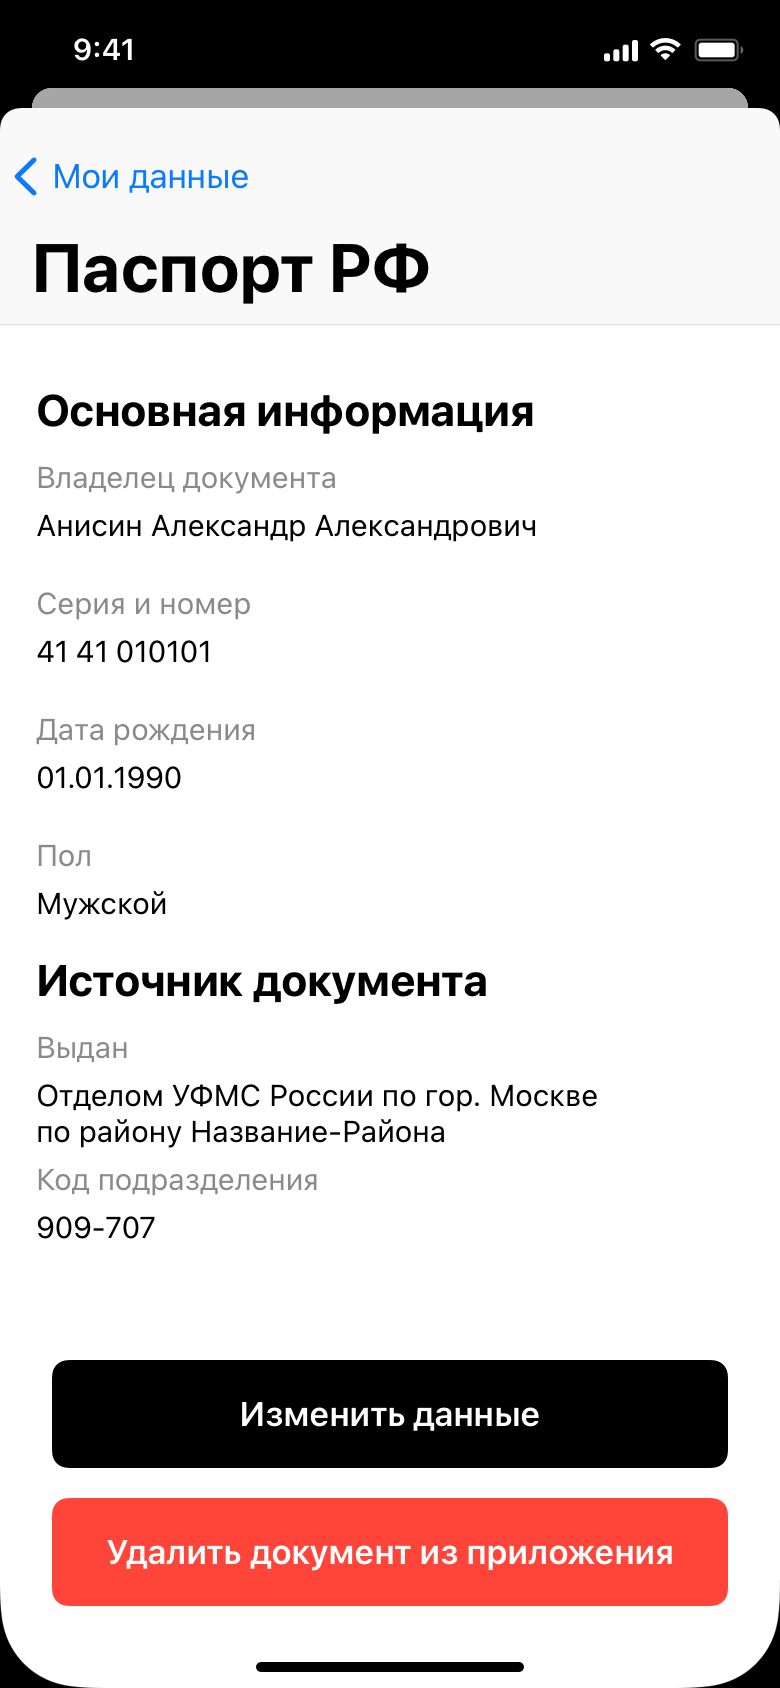 9:41
Мои данные
Паспорт РФ
Основная информация
Владелец документа
Анисин Александр Александрович
Серия и номер
41 41 010101
Дата рождения
01.01.1990
Пол
Мужской
Источник документа
Выдан
Отделом УФМС России по гор. Москве
по району Название-Района
Код подразделения
909-707
Изменить данные
Удалить документ из приложения